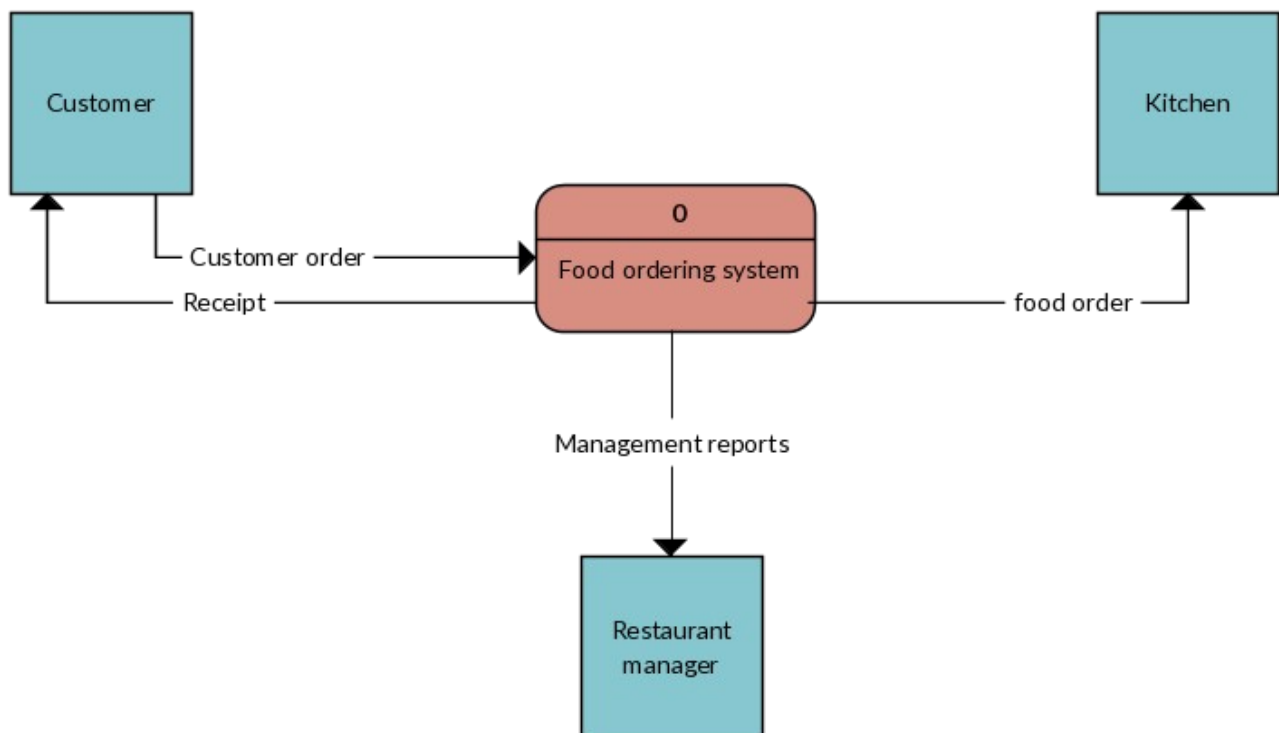 Customer
Kitchen
0
Food ordering system
Customer order
Receipt
food order
Management reports
Restaurant
manager